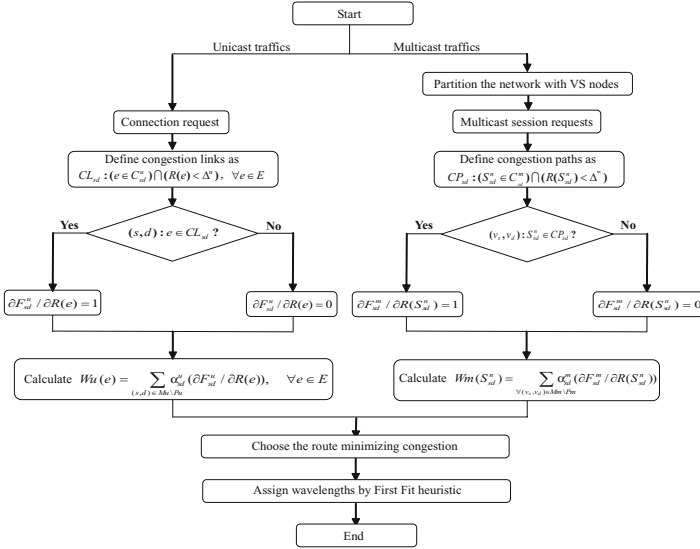 Start
Unicast traffics
Multicast traffics
Partition the network with VS nodes
Connection request
Multicast session requests
Define congestion links as
CL_sd : (e ∈ C^u_sd) ⋂ (R(e) < Δ^u), ∀e ∈ E
Define congestion paths as
CP_sd : (S^n_sd ∈ C^m_sd) ⋂ (R(S^n_sd) < Δ^n)
Yes
(s, d) : e ∈ CL_sd ?
No
Yes
(v_s, v_d) : S^n_sd ∈ CP_sd ?
No
∂F^u_sd / ∂R(e) = 1
∂F^u_sd / ∂R(e) = 0
∂F^m_sd / ∂R(S^n_sd) = 1
∂F^m_sd / ∂R(S^n_sd) = 0
Calculate Wu(e) = ∑_{(s,d)∈Mu\Pu} α^u_sd (∂F^u_sd / ∂R(e)), ∀e ∈ E
Calculate Wm(S^n_sd) = ∑_{∀(v_s,v_d)∈Mm\Pm} α^m_sd (∂F^m_sd / ∂R(S^n_sd))
Choose the route minimizing congestion
Assign wavelengths by First Fit heuristic
End